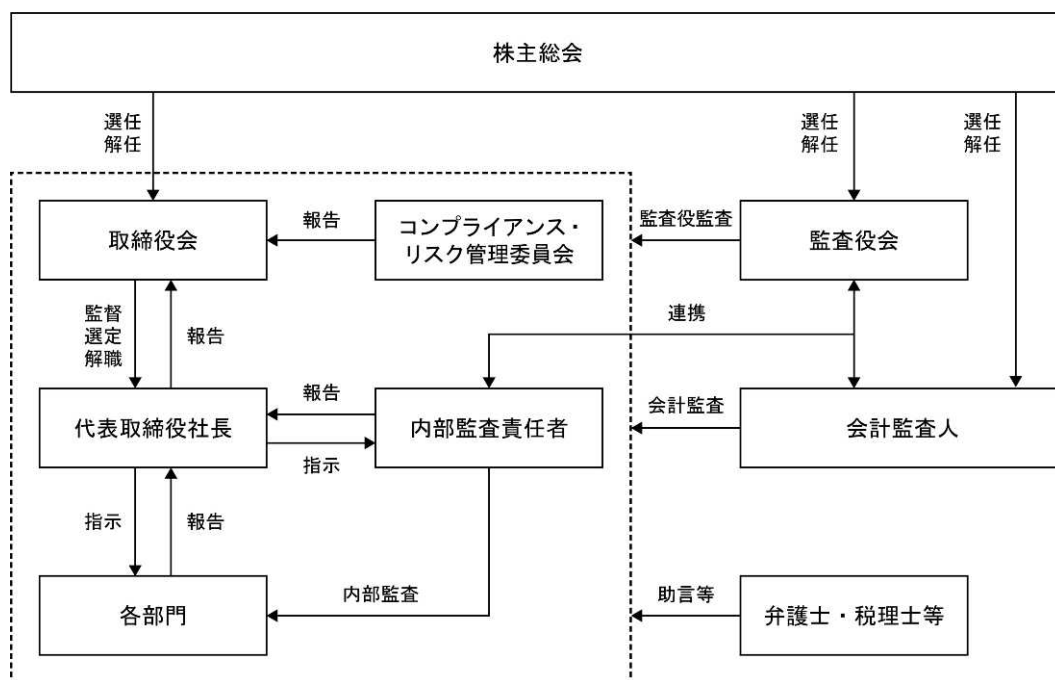 株主総会
選任
解任
選任
解任
選任
解任
取締役会
報告
コンプライアンス・
リスク管理委員会
監査役監査
監査役会
監督
選定
解職
報告
連携
代表取締役社長
報告
指示
内部監査責任者
会計監査
会計監査人
指示
報告
各部門
内部監査
助言等
弁護士・税理士等